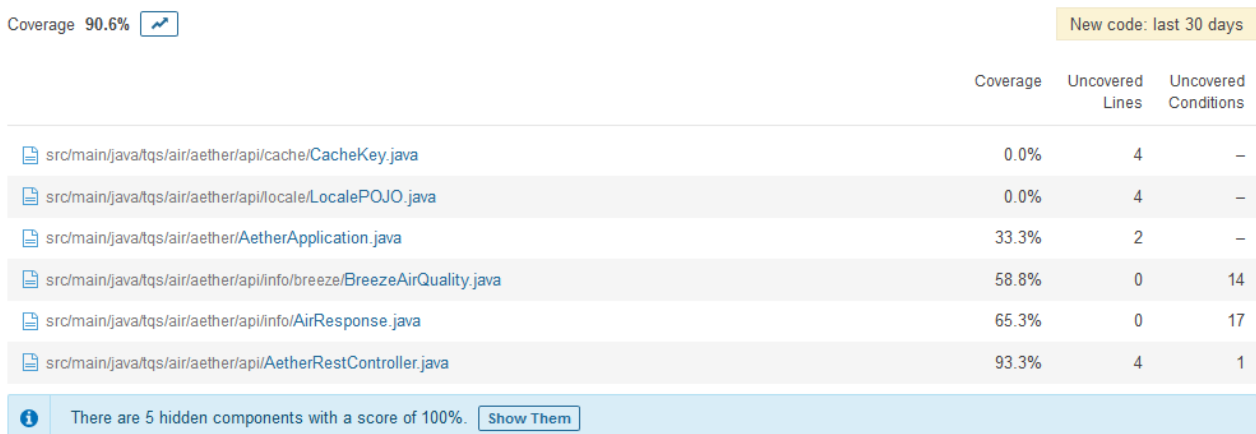 Coverage 90.6%
New code: last 30 days
Coverage Uncovered Lines Uncovered Conditions
src/main/java/tqs/air/aether/api/cache/CacheKey.java 0.0% 4 –
src/main/java/tqs/air/aether/api/locale/LocalePOJO.java 0.0% 4 –
src/main/java/tqs/air/aether/AetherApplication.java 33.3% 2 –
src/main/java/tqs/air/aether/api/info/breeze/BreezeAirQuality.java 58.8% 0 14
src/main/java/tqs/air/aether/api/info/AirResponse.java 65.3% 0 17
src/main/java/tqs/air/aether/api/AetherRestController.java 93.3% 4 1
There are 5 hidden components with a score of 100%. Show Them